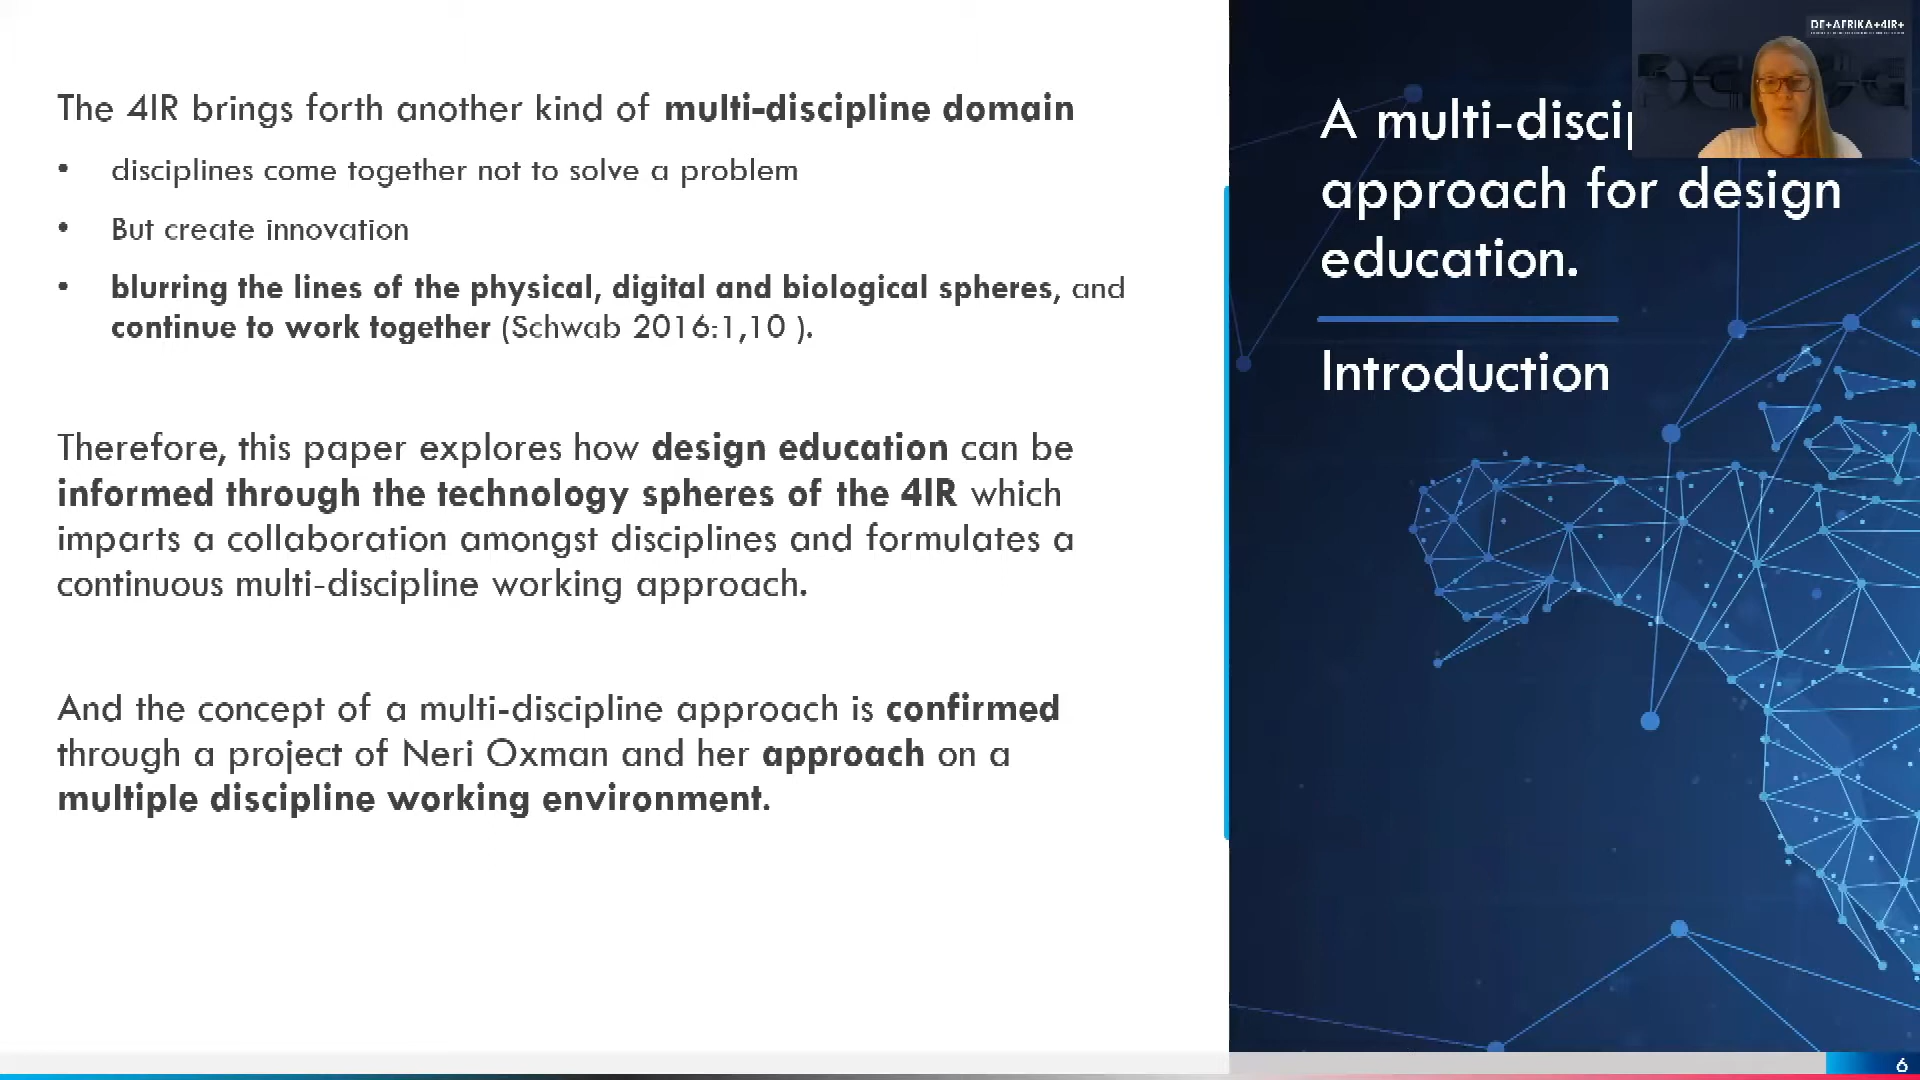 The 4IR brings forth another kind of multi-discipline domain
• disciplines come together not to solve a problem
• But create innovation
• blurring the lines of the physical, digital and biological spheres, and
continue to work together (Schwab 2016:1,10 ).
Therefore, this paper explores how design education can be
informed through the technology spheres of the 4IR which
imparts a collaboration amongst disciplines and formulates a
continuous multi-discipline working approach.
And the concept of a multi-discipline approach is confirmed
through a project of Neri Oxman and her approach on a
multiple discipline working environment.
DE+AFRIKA+4IR+
A multi-discip
approach for design
education.
Introduction
6